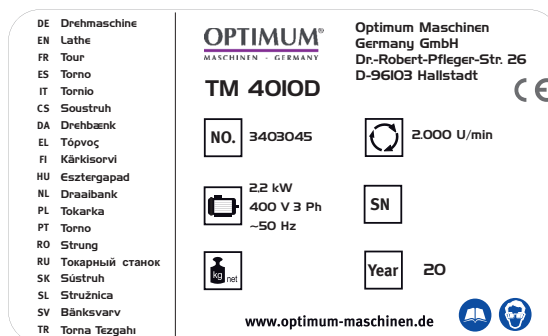 DE Drehmaschine
EN Lathe
FR Tour
ES Torno
IT Tornio
CS Soustruh
DA Drehbænk
EL Τόρνος
FI Kärkisorvi
HU Esztergapad
NL Draaibank
PL Tokarka
PT Torno
RO Strung
RU Токарный станок
SK Sústruh
SL Stružnica
SV Bänksvarv
TR Torna Tezgahı
OPTIMUM®
MASCHINEN - GERMANY
TM 4010D
Optimum Maschinen
Germany GmbH
Dr.-Robert-Pfleger-Str. 26
D-96103 Hallstadt
CE
NO. 3403045
2.000 U/min
2,2 kW
400 V 3 Ph
~50 Hz
SN
kg net
Year 20
www.optimum-maschinen.de